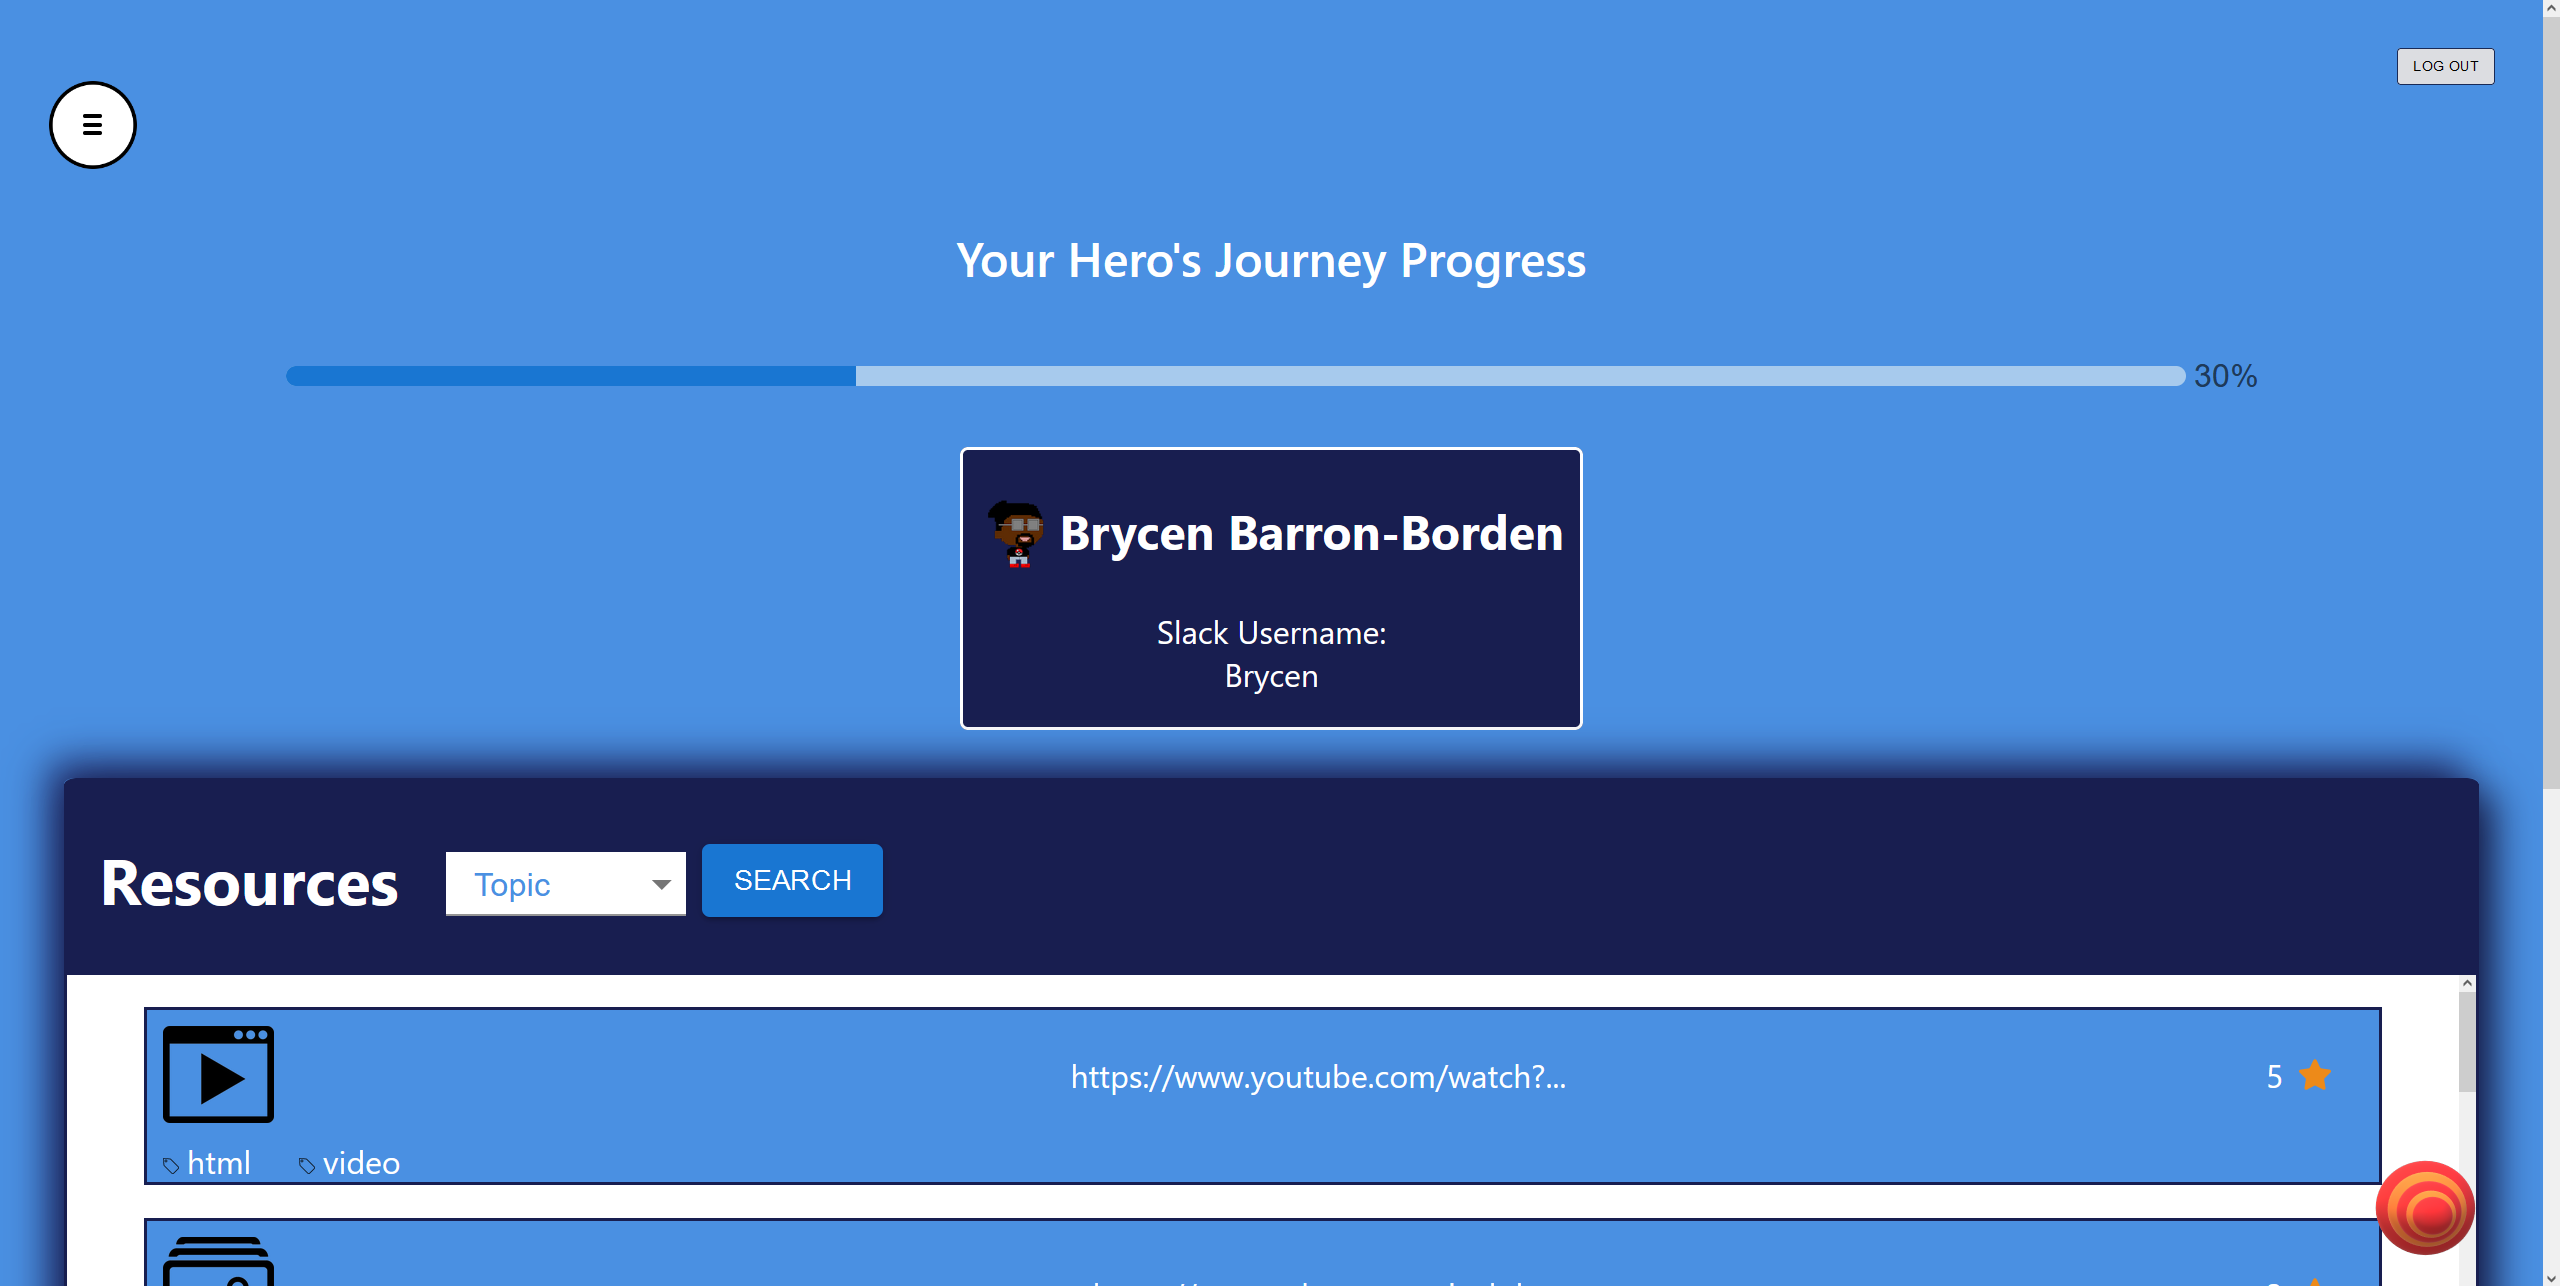 LOG OUT
Your Hero's Journey Progress
30%
Brycen Barron-Borden
Slack Username:
Brycen
Resources
Topic
SEARCH
https://www.youtube.com/watch?...
5
html
video